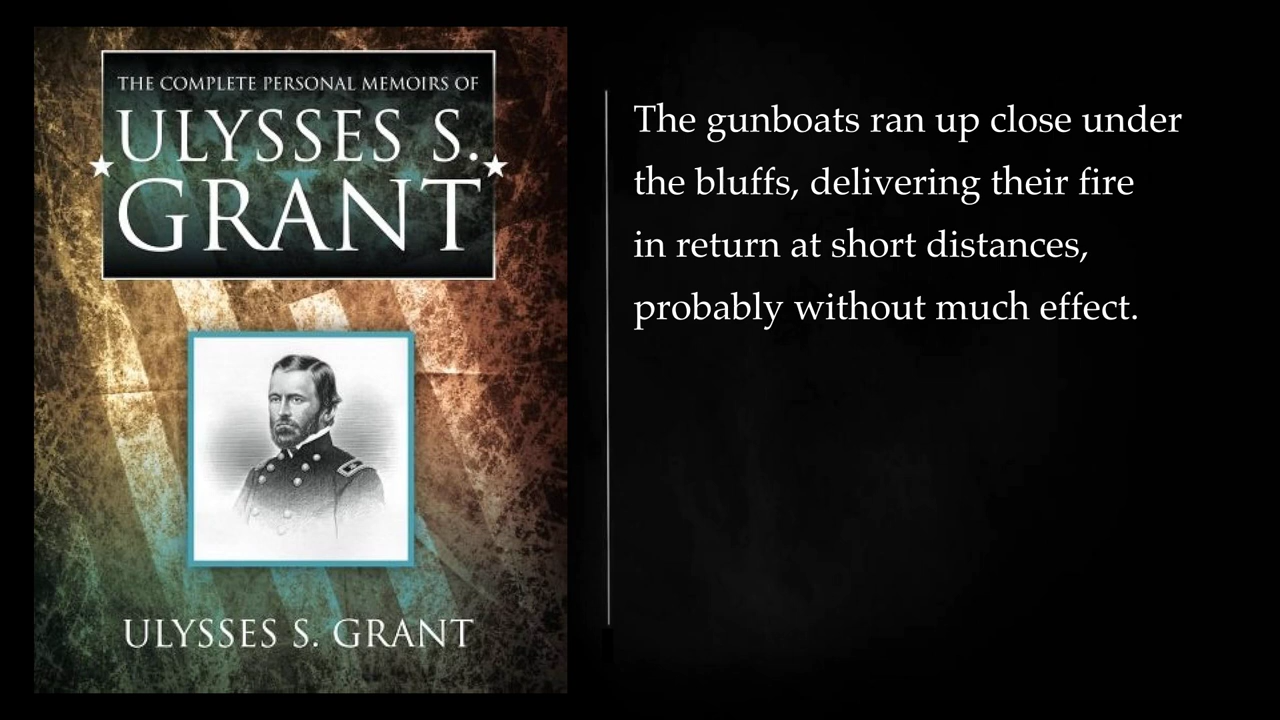 THE COMPLETE PERSONAL MEMOIRS OF
ULYSSES S.
GRANT
ULYSSES S. GRANT
The gunboats ran up close under
the bluffs, delivering their fire
in return at short distances,
probably without much effect.